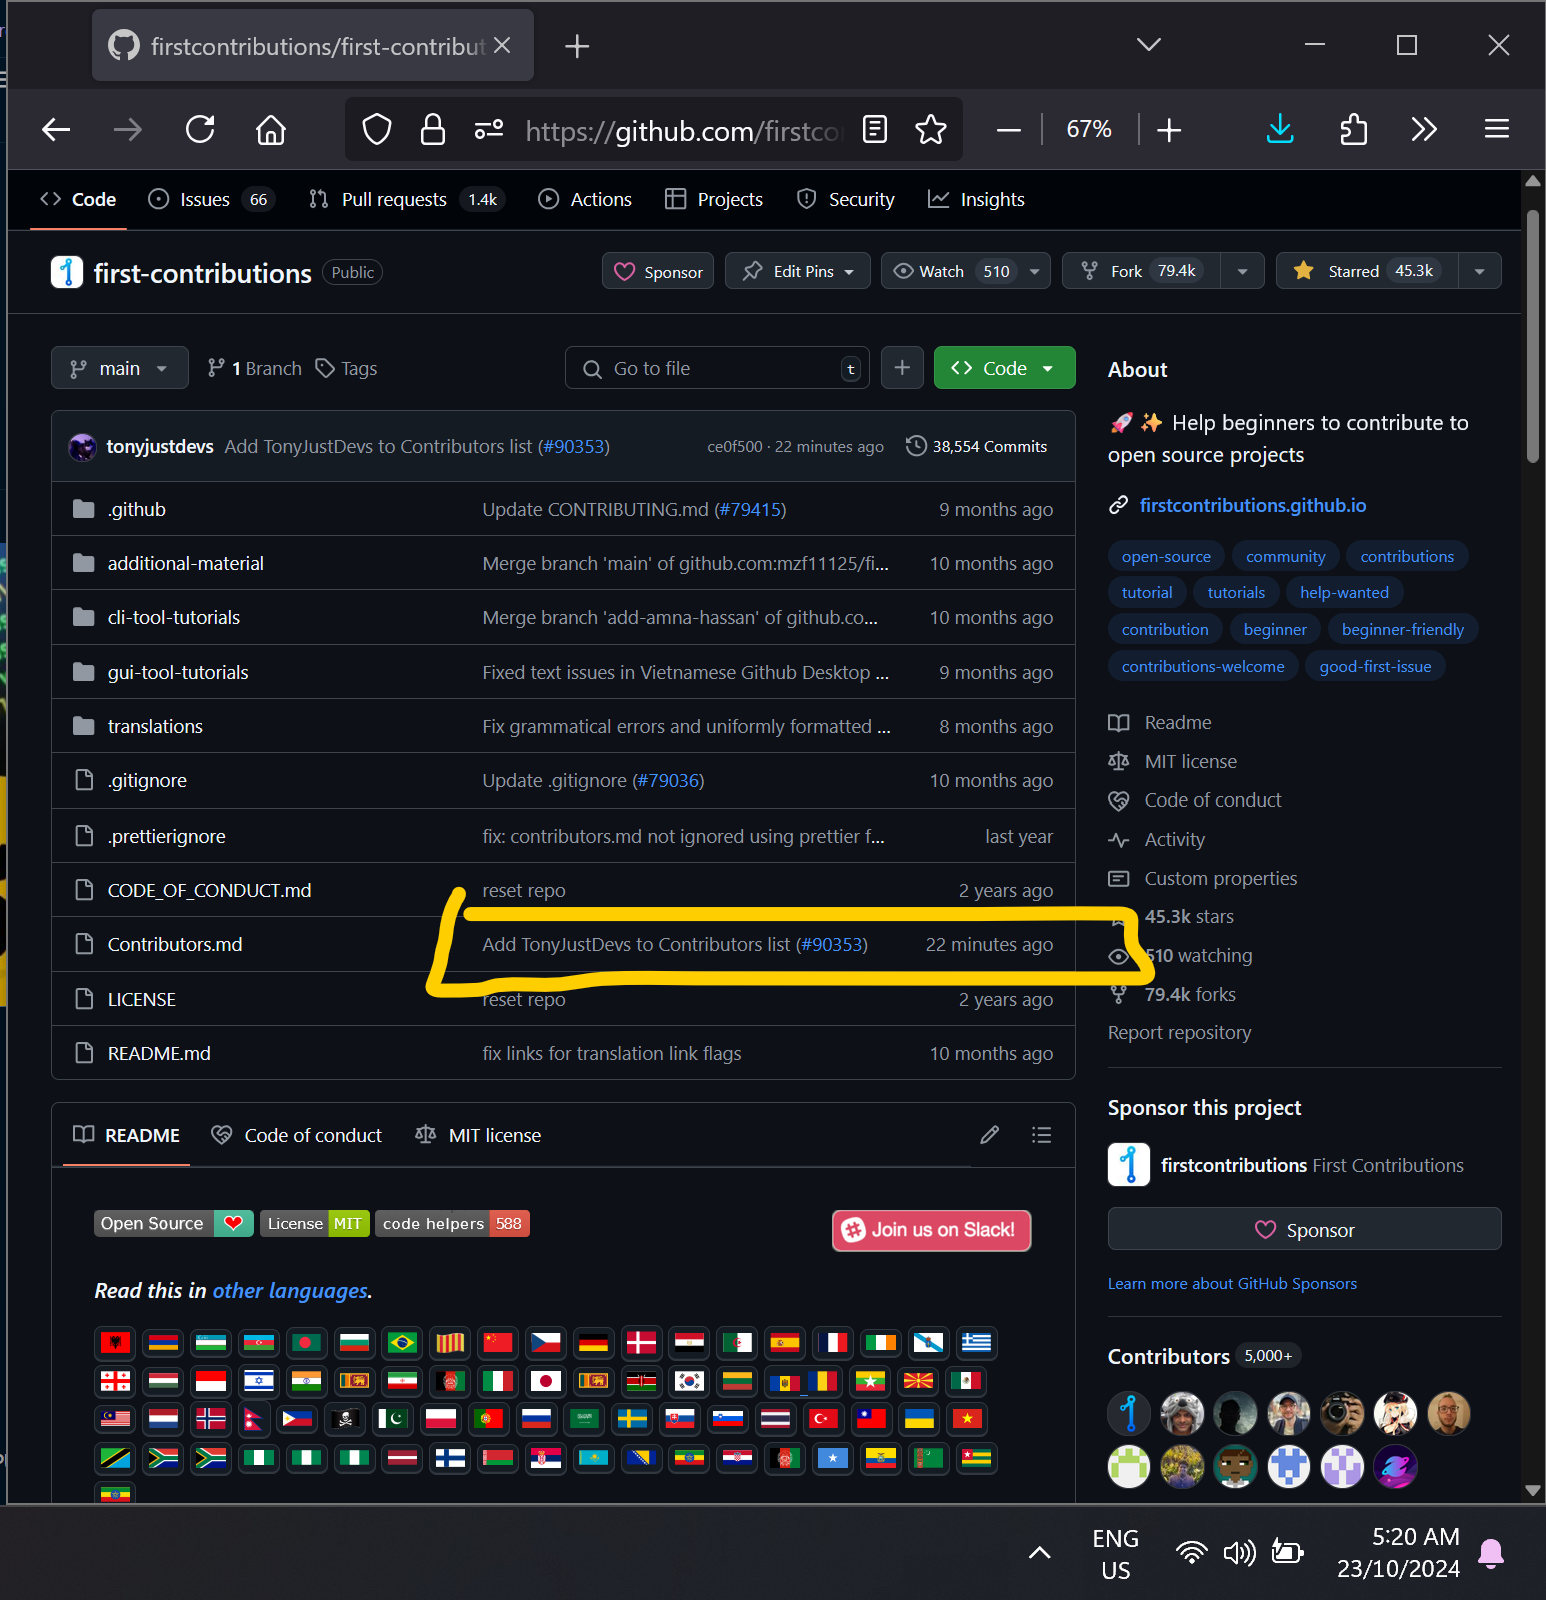 firstcontributions/first-contribut
https://github.com/firstco
67%
Code
Issues 66
Pull requests 1.4k
Actions
Projects
Security
Insights
first-contributions Public
Sponsor
Edit Pins
Watch 510
Fork 79.4k
Starred 45.3k
main
1 Branch
Tags
Go to file t
+
Code
tonyjustdevs Add TonyJustDevs to Contributors list (#90353) ce0f500 · 22 minutes ago 38,554 Commits
.github Update CONTRIBUTING.md (#79415) 9 months ago
additional-material Merge branch 'main' of github.com:mzf11125/fi... 10 months ago
cli-tool-tutorials Merge branch 'add-amna-hassan' of github.co... 10 months ago
gui-tool-tutorials Fixed text issues in Vietnamese Github Desktop ... 9 months ago
translations Fix grammatical errors and uniformly formatted ... 8 months ago
.gitignore Update .gitignore (#79036) 10 months ago
.prettierignore fix: contributors.md not ignored using prettier f... last year
CODE_OF_CONDUCT.md reset repo 2 years ago
Contributors.md Add TonyJustDevs to Contributors list (#90353) 22 minutes ago
LICENSE reset repo 2 years ago
README.md fix links for translation link flags 10 months ago
README
Code of conduct
MIT license
Open Source
License MIT
code helpers 588
Join us on Slack!
Read this in other languages.
About
🚀 ✨ Help beginners to contribute to
open source projects
firstcontributions.github.io
open-source community contributions
tutorial tutorials help-wanted
contribution beginner beginner-friendly
contributions-welcome good-first-issue
Readme
MIT license
Code of conduct
Activity
Custom properties
45.3k stars
510 watching
79.4k forks
Report repository
Sponsor this project
firstcontributions First Contributions
Sponsor
Learn more about GitHub Sponsors
Contributors 5,000+
ENG
US
5:20 AM
23/10/2024